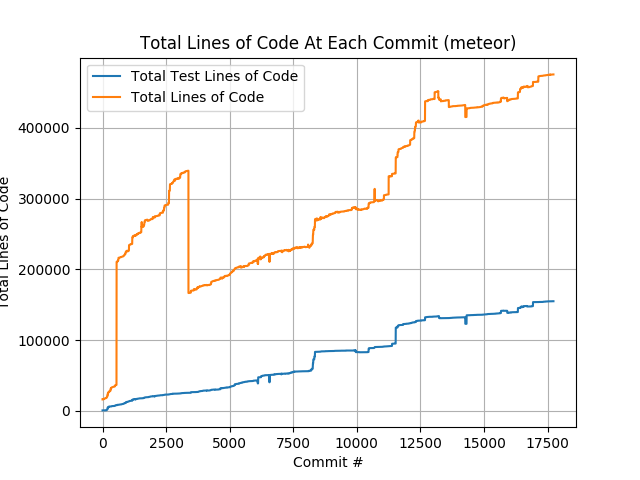 Total Lines of Code At Each Commit (meteor)
Total Test Lines of Code
Total Lines of Code
400000
300000
200000
100000
0
Total Lines of Code
0 2500 5000 7500 10000 12500 15000 17500
Commit #